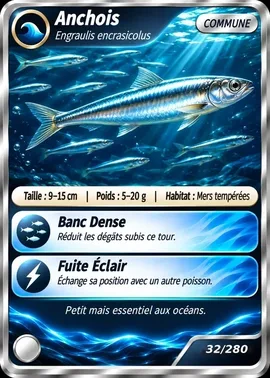 Anchois
COMMUNE
Engraulis encrasicolus
Taille : 9–15 cm | Poids : 5–20 g | Habitat : Mers tempérées
Banc Dense
Réduit les dégâts subis ce tour.
Fuite Éclair
Échange sa position avec un autre poisson.
Petit mais essentiel aux océans.
32/280